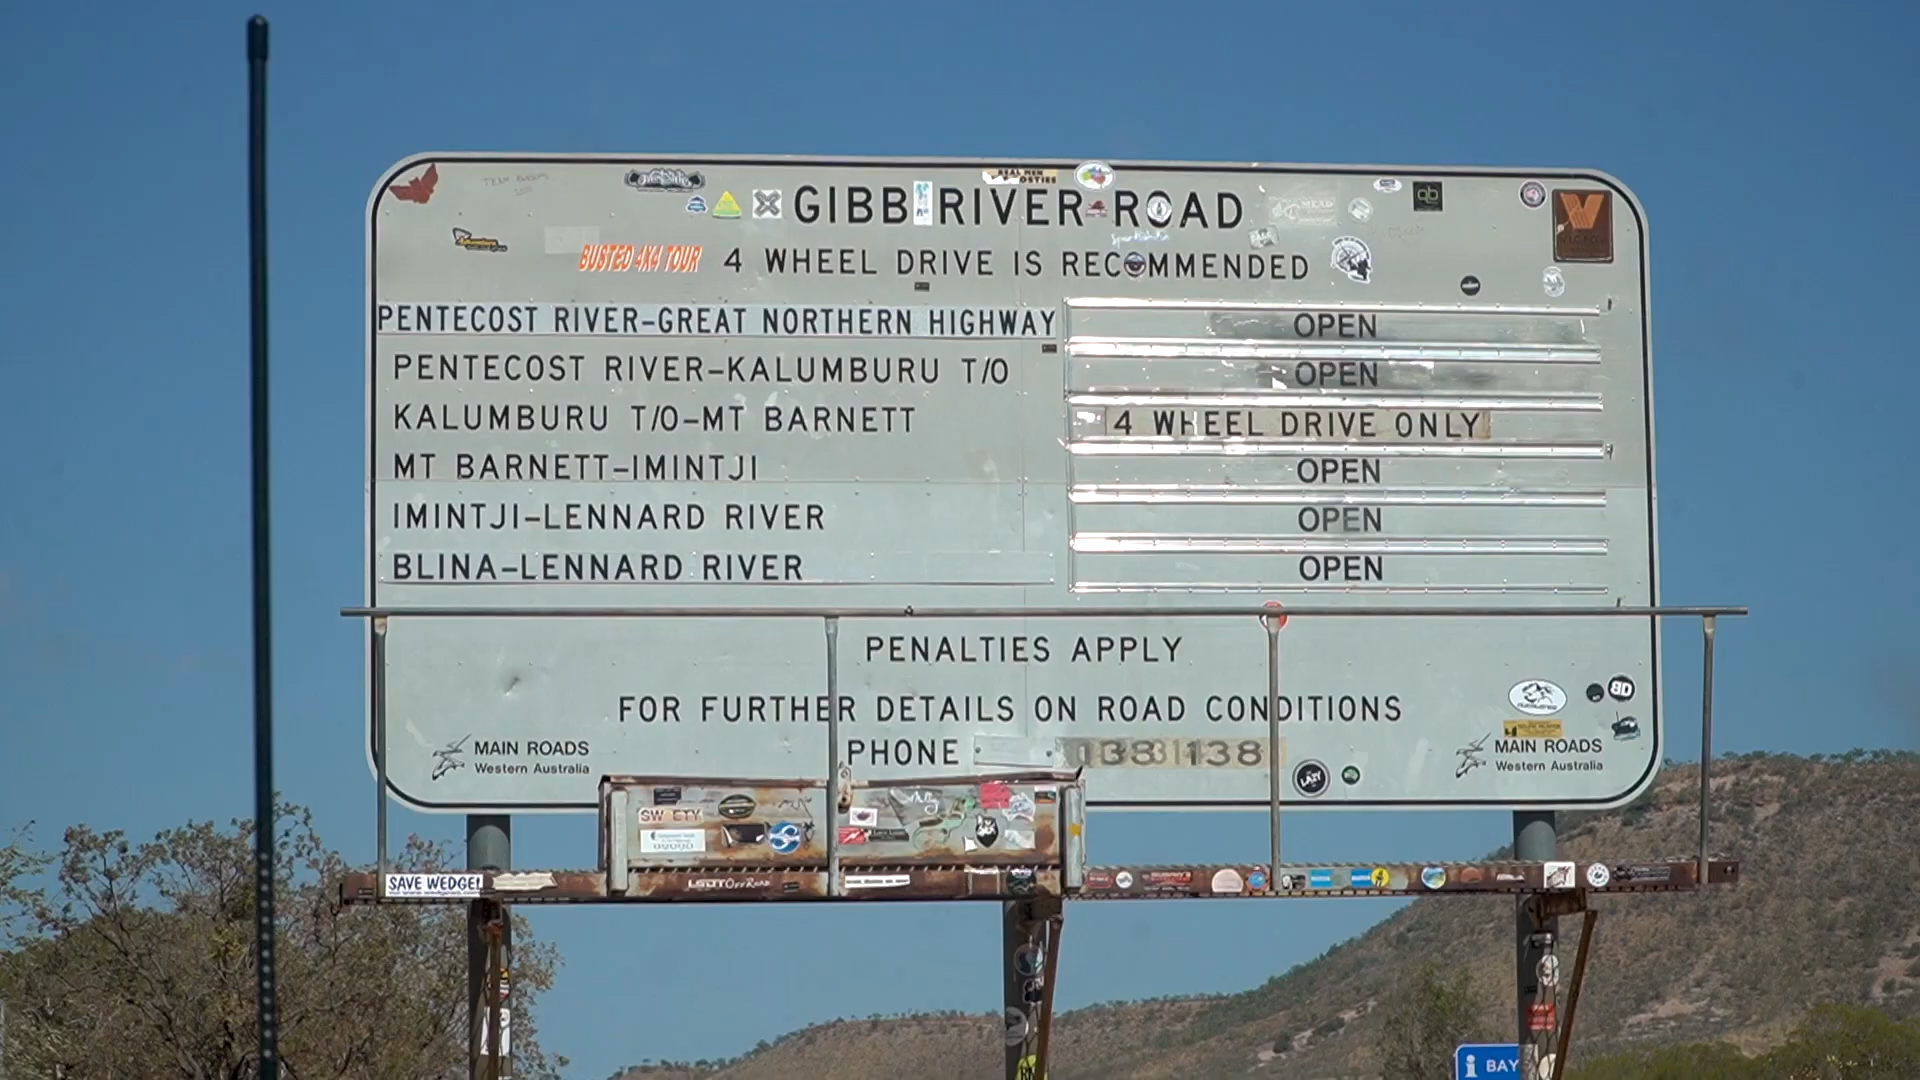 REAL MEN
GIBB RIVER ROAD
BUSTED 4X4 TOUR
4 WHEEL DRIVE IS RECOMMENDED
PENTECOST RIVER-GREAT NORTHERN HIGHWAY OPEN
PENTECOST RIVER-KALUMBURU T/O OPEN
KALUMBURU T/O-MT BARNETT 4 WHEEL DRIVE ONLY
MT BARNETT-IMINTJI OPEN
IMINTJI-LENNARD RIVER OPEN
BLINA-LENNARD RIVER OPEN
PENALTIES APPLY
FOR FURTHER DETAILS ON ROAD CONDITIONS
PHONE 138 138
MAIN ROADS
Western Australia
MAIN ROADS
Western Australia
LAZY
SAVE WEDGE!
BAY